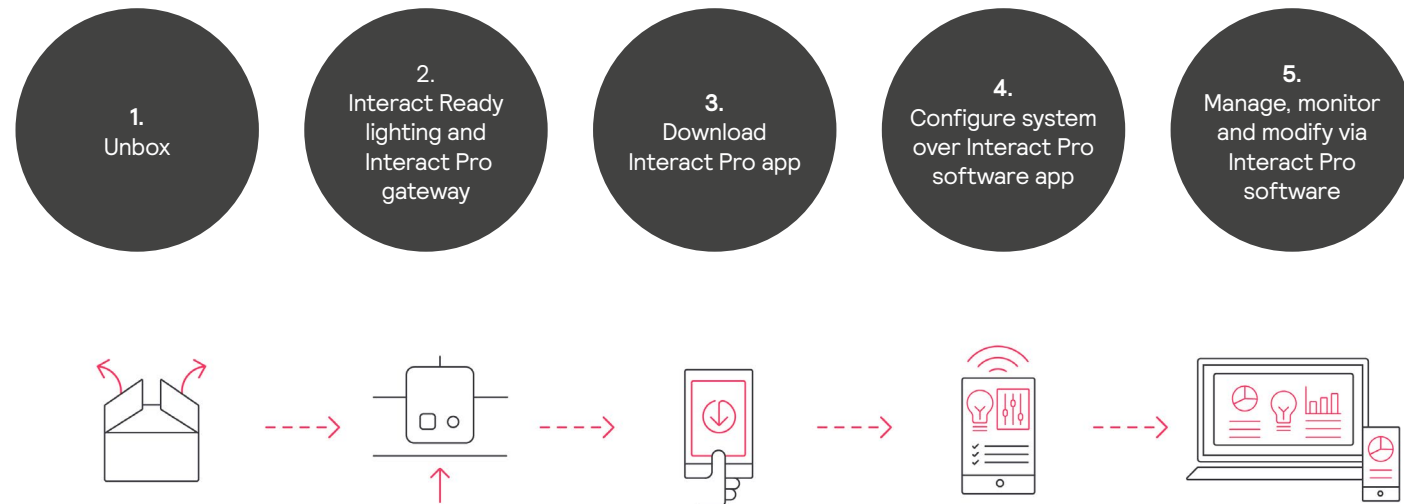 1.
Unbox
2.
Interact Ready
lighting and
Interact Pro
gateway
3.
Download
Interact Pro app
4.
Configure system
over Interact Pro
software app
5.
Manage, monitor
and modify via
Interact Pro
software